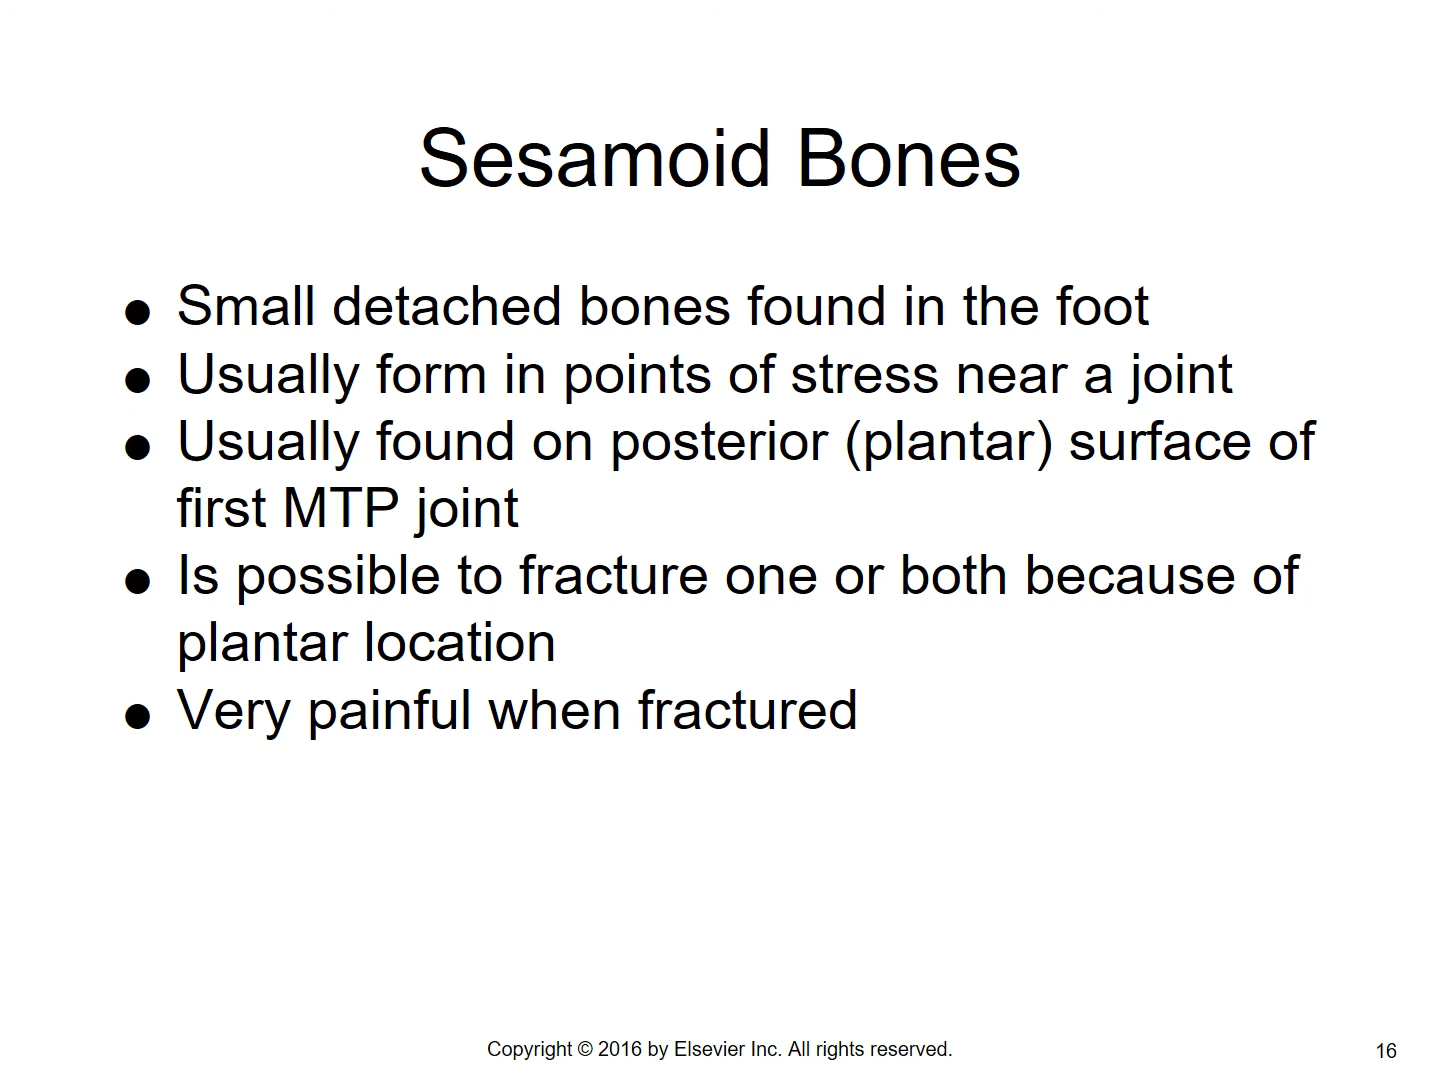 Sesamoid Bones
● Small detached bones found in the foot
● Usually form in points of stress near a joint
● Usually found on posterior (plantar) surface of
first MTP joint
● Is possible to fracture one or both because of
plantar location
● Very painful when fractured
Copyright © 2016 by Elsevier Inc. All rights reserved.
16